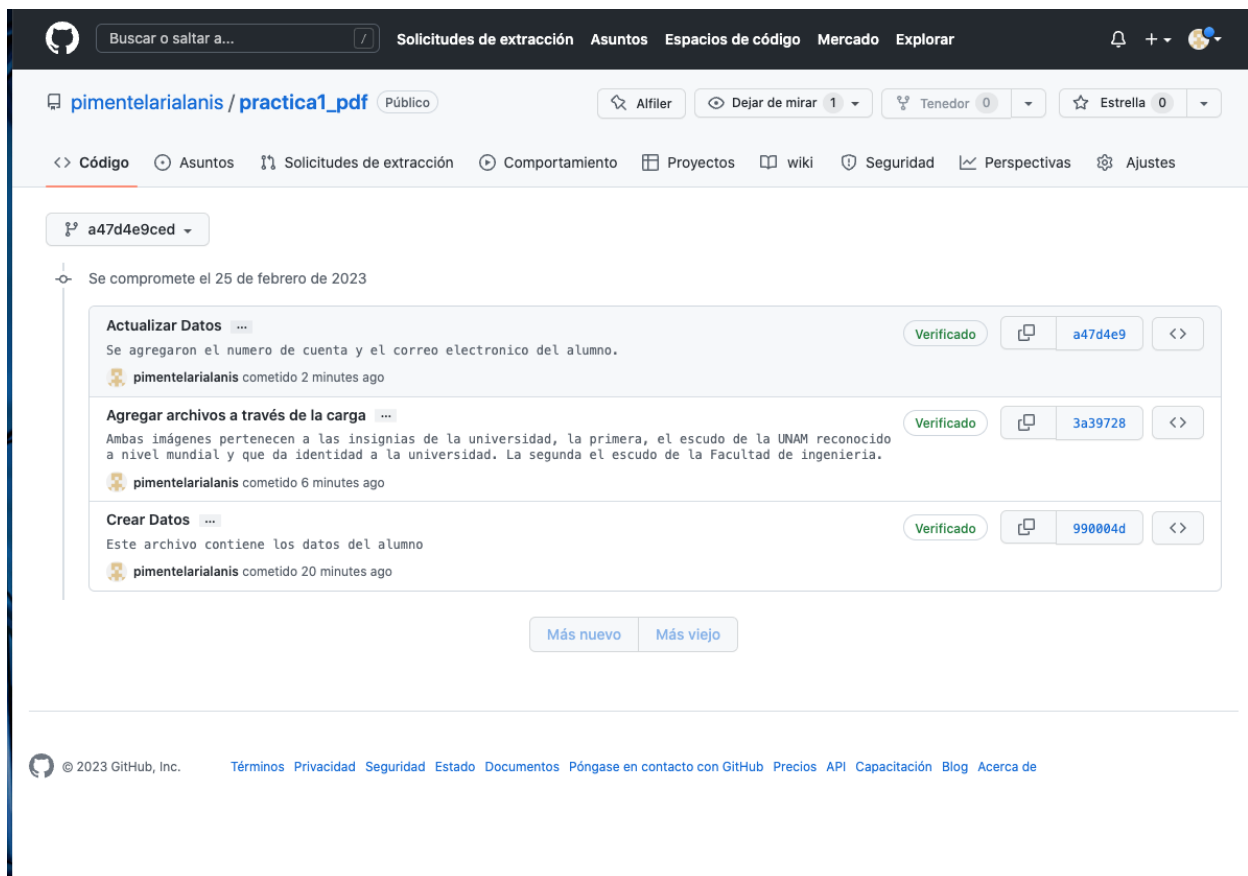 Buscar o saltar a... /
Solicitudes de extracción Asuntos Espacios de código Mercado Explorar
pimentelarialanis / practica1_pdf Público
Alfiler Dejar de mirar 1 Tenedor 0 Estrella 0
Código Asuntos Solicitudes de extracción Comportamiento Proyectos wiki Seguridad Perspectivas Ajustes
a47d4e9ced
Se compromete el 25 de febrero de 2023
Actualizar Datos ...
Se agregaron el numero de cuenta y el correo electronico del alumno.
pimentelarialanis cometido 2 minutes ago
Verificado a47d4e9 <>
Agregar archivos a través de la carga ...
Ambas imágenes pertenecen a las insignias de la universidad, la primera, el escudo de la UNAM reconocido
a nivel mundial y que da identidad a la universidad. La segunda el escudo de la Facultad de ingenieria.
pimentelarialanis cometido 6 minutes ago
Verificado 3a39728 <>
Crear Datos ...
Este archivo contiene los datos del alumno
pimentelarialanis cometido 20 minutes ago
Verificado 990004d <>
Más nuevo Más viejo
© 2023 GitHub, Inc. Términos Privacidad Seguridad Estado Documentos Póngase en contacto con GitHub Precios API Capacitación Blog Acerca de